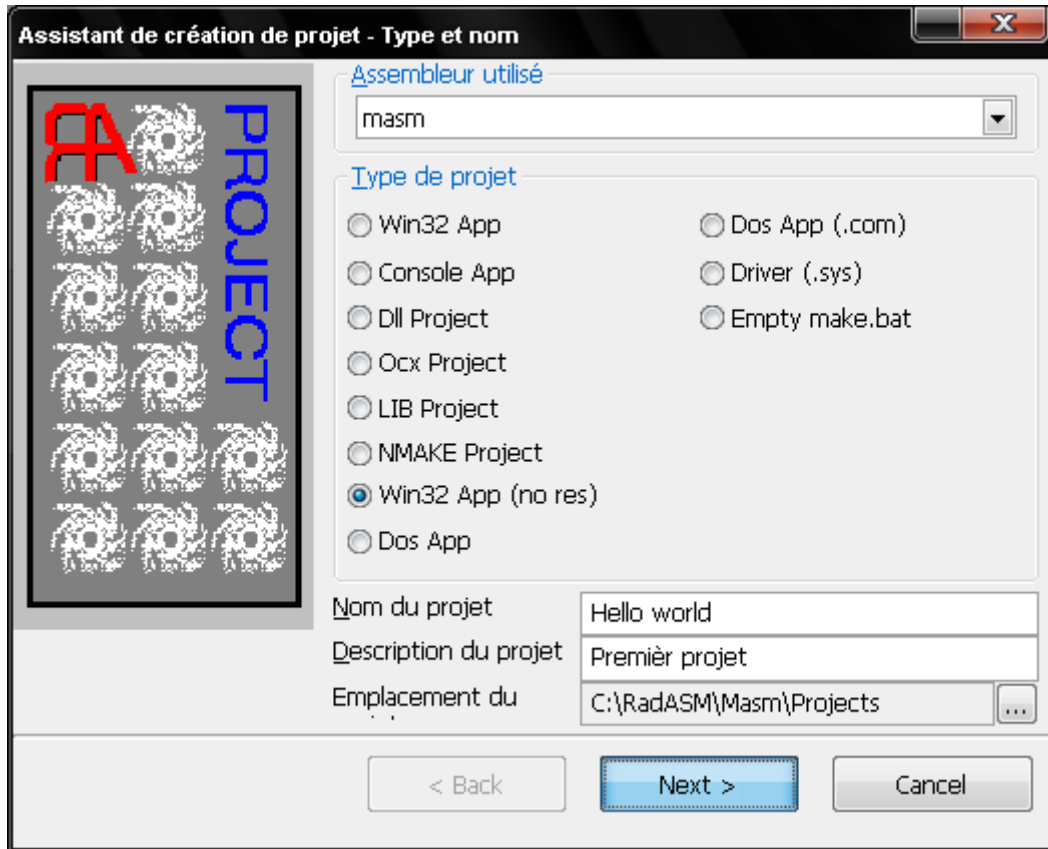 Assistant de création de projet - Type et nom
RA
PROJECT
Assembleur utilisé
masm
Type de projet
Win32 App
Console App
Dll Project
Ocx Project
LIB Project
NMAKE Project
Win32 App (no res)
Dos App
Dos App (.com)
Driver (.sys)
Empty make.bat
Nom du projet
Hello world
Description du projet
Premièr projet
Emplacement du
C:\RadASM\Masm\Projects
...
< Back
Next >
Cancel